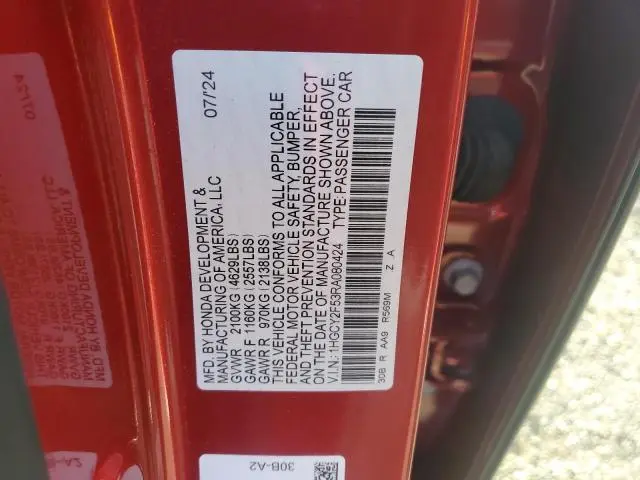 MFD BY HONDA DEVELOPMENT & 07/'24
MANUFACTURING OF AMERICA, LLC
GVWR 2100KG(4629LBS)
GAWR F 1160KG(2557LBS)
GAWR R 970KG(2138LBS)
THIS VEHICLE CONFORMS TO ALL APPLICABLE
FEDERAL MOTOR VEHICLE SAFETY, BUMPER,
AND THEFT PREVENTION STANDARDS IN EFFECT
ON THE DATE OF MANUFACTURE SHOWN ABOVE.
V.I.N.:1HGCY2F53RA080424 TYPE:PASSENGER CAR
30B R AA9 R569M Z A
30B-A2